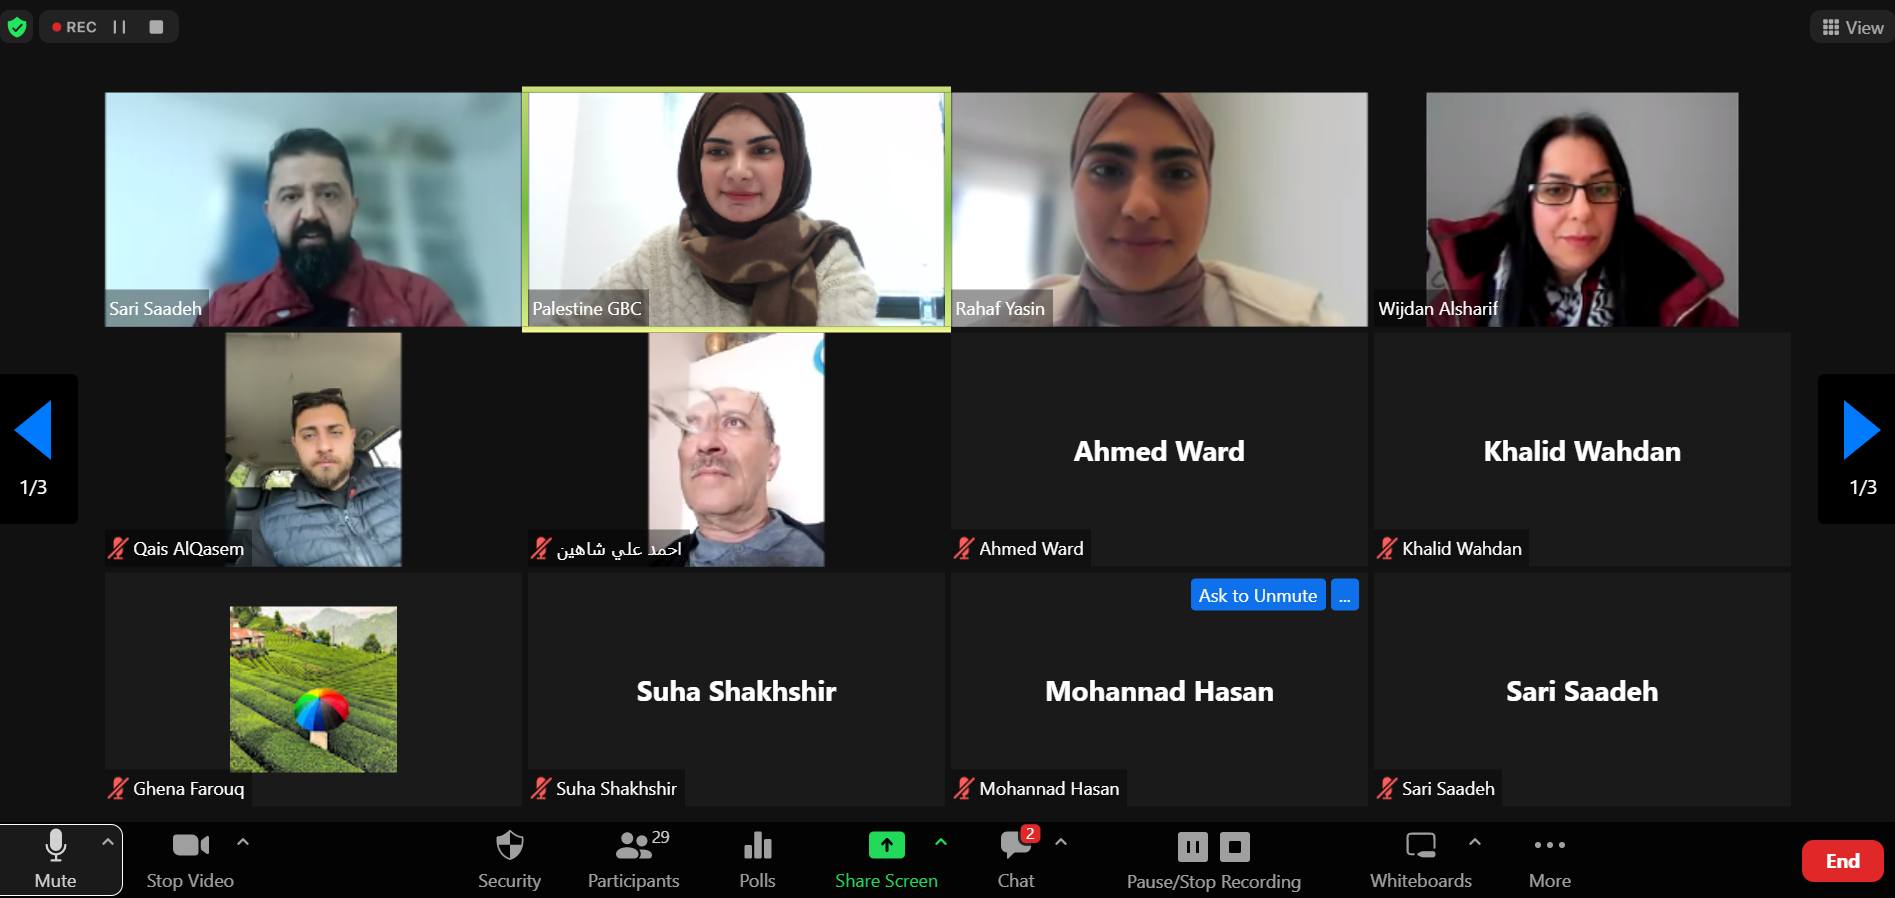 REC
View
Sari Saadeh
Palestine GBC
Rahaf Yasin
Wijdan Alsharif
1/3
1/3
Ahmed Ward
Khalid Wahdan
Qais AlQasem
احمد علي شاهين
Ahmed Ward
Khalid Wahdan
Ask to Unmute
...
Suha Shakhshir
Mohannad Hasan
Sari Saadeh
Ghena Farouq
Suha Shakhshir
Mohannad Hasan
Sari Saadeh
29
2
Mute
Stop Video
Security
Participants
Polls
Share Screen
Chat
Pause/Stop Recording
Whiteboards
More
End